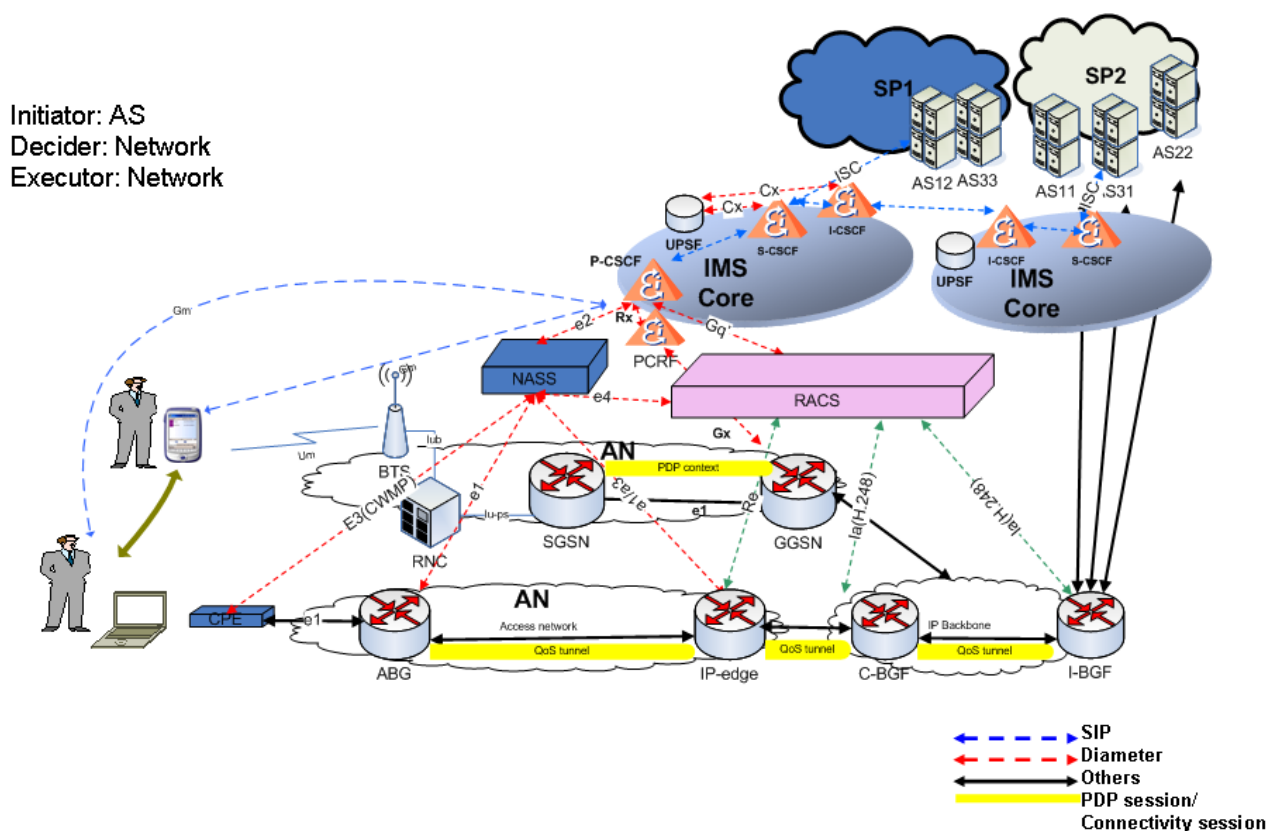 Initiator: AS
Decider: Network
Executor: Network
SP1
SP2
AS12
AS33
AS11
S31
AS22
ISC
ISC
Cx
Cx
UPSF
S-CSCF
I-CSCF
P-CSCF
IMS
Core
UPSF
I-CSCF
S-CSCF
IMS
Core
Gm
e2
Rx
Gq'
PCRF
NASS
e4
RACS
Gx
Um
BTS
Iub
AN
PDP context
E3(CWMP)
e1
a1/a3
Re
Ia(H.248)
Ia(H.248)
RNC
Iu-ps
SGSN
e1
GGSN
CPE
e1
AN
Access network
QoS tunnel
QoS tunnel
IP Backbone
QoS tunnel
ABG
IP-edge
C-BGF
I-BGF
SIP
Diameter
Others
PDP session/
Connectivity session